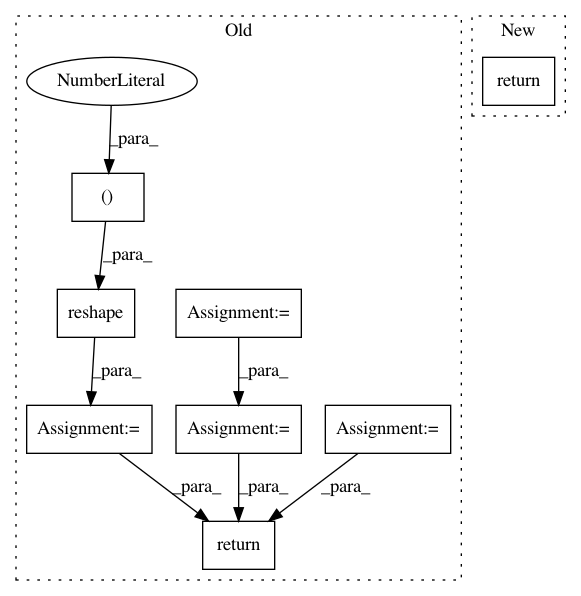 Old
New
NumberLiteral
return
_para_
()
_para_
reshape
Assignment:=
_para_
_para_
Assignment:=
Assignment:=
Assignment:=
_para_
_para_
_para_
return